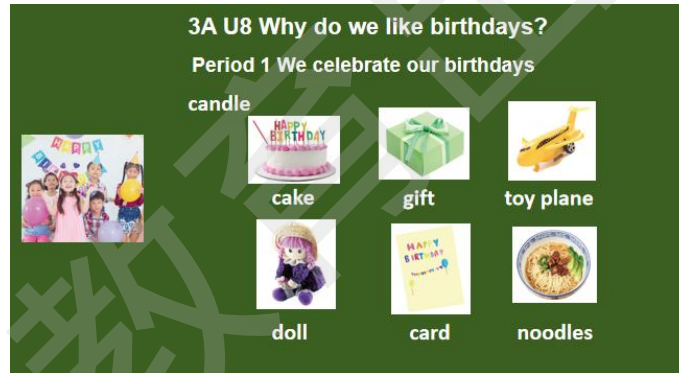 3A U8 Why do we like birthdays?
Period 1 We celebrate our birthdays
candle
HAPPY
BIRTHDAY
cake
gift
toy plane
HAPPY
HAPPY
BIRTHDAY
doll
card
noodles